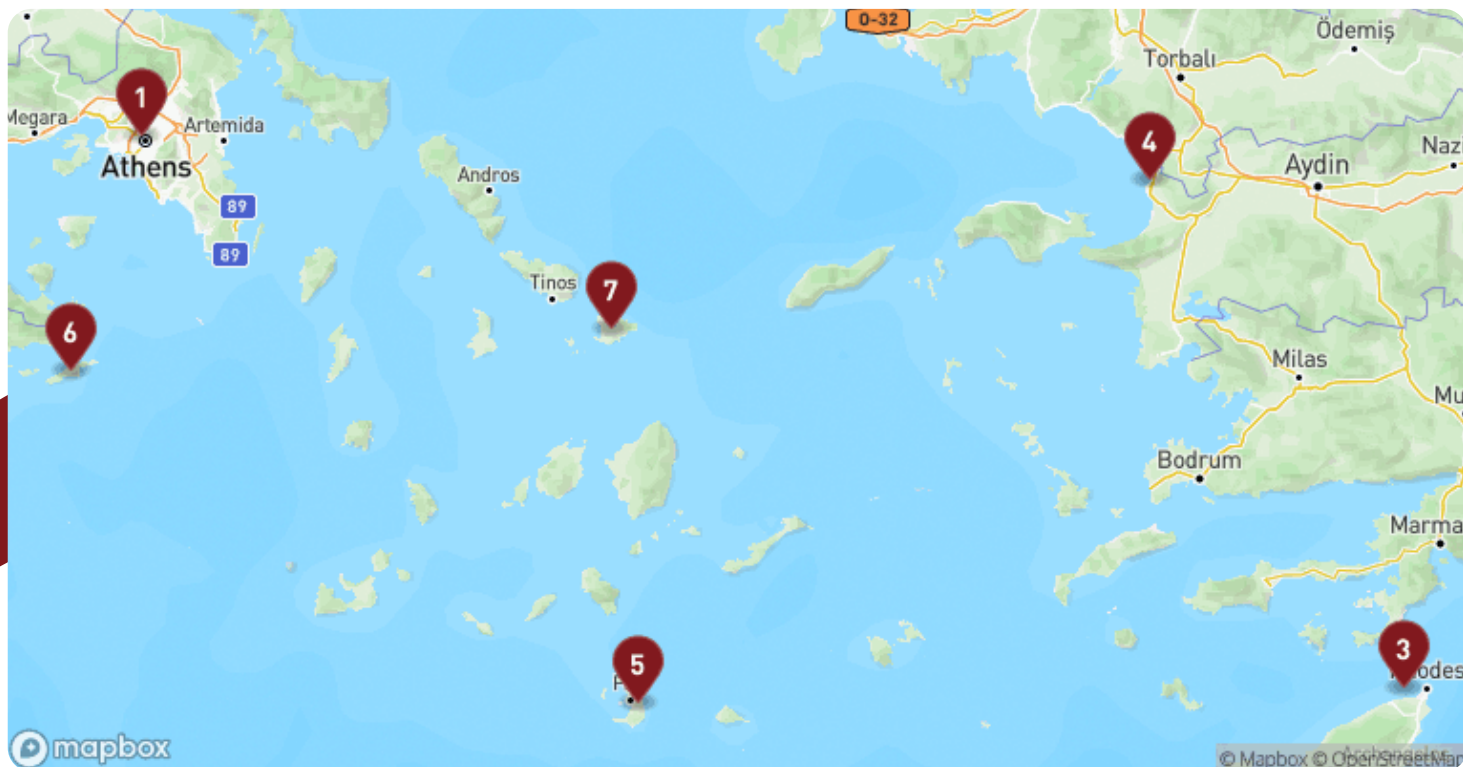 O-32
Ödemiş
Torbalı
1
Megara
Artemida
Athens
4
Aydin
Nazi
Andros
89
89
Tinos
7
6
Milas
Mu
Bodrum
Marma
5
3
odes
mapbox
© Mapbox © OpenStreetMap